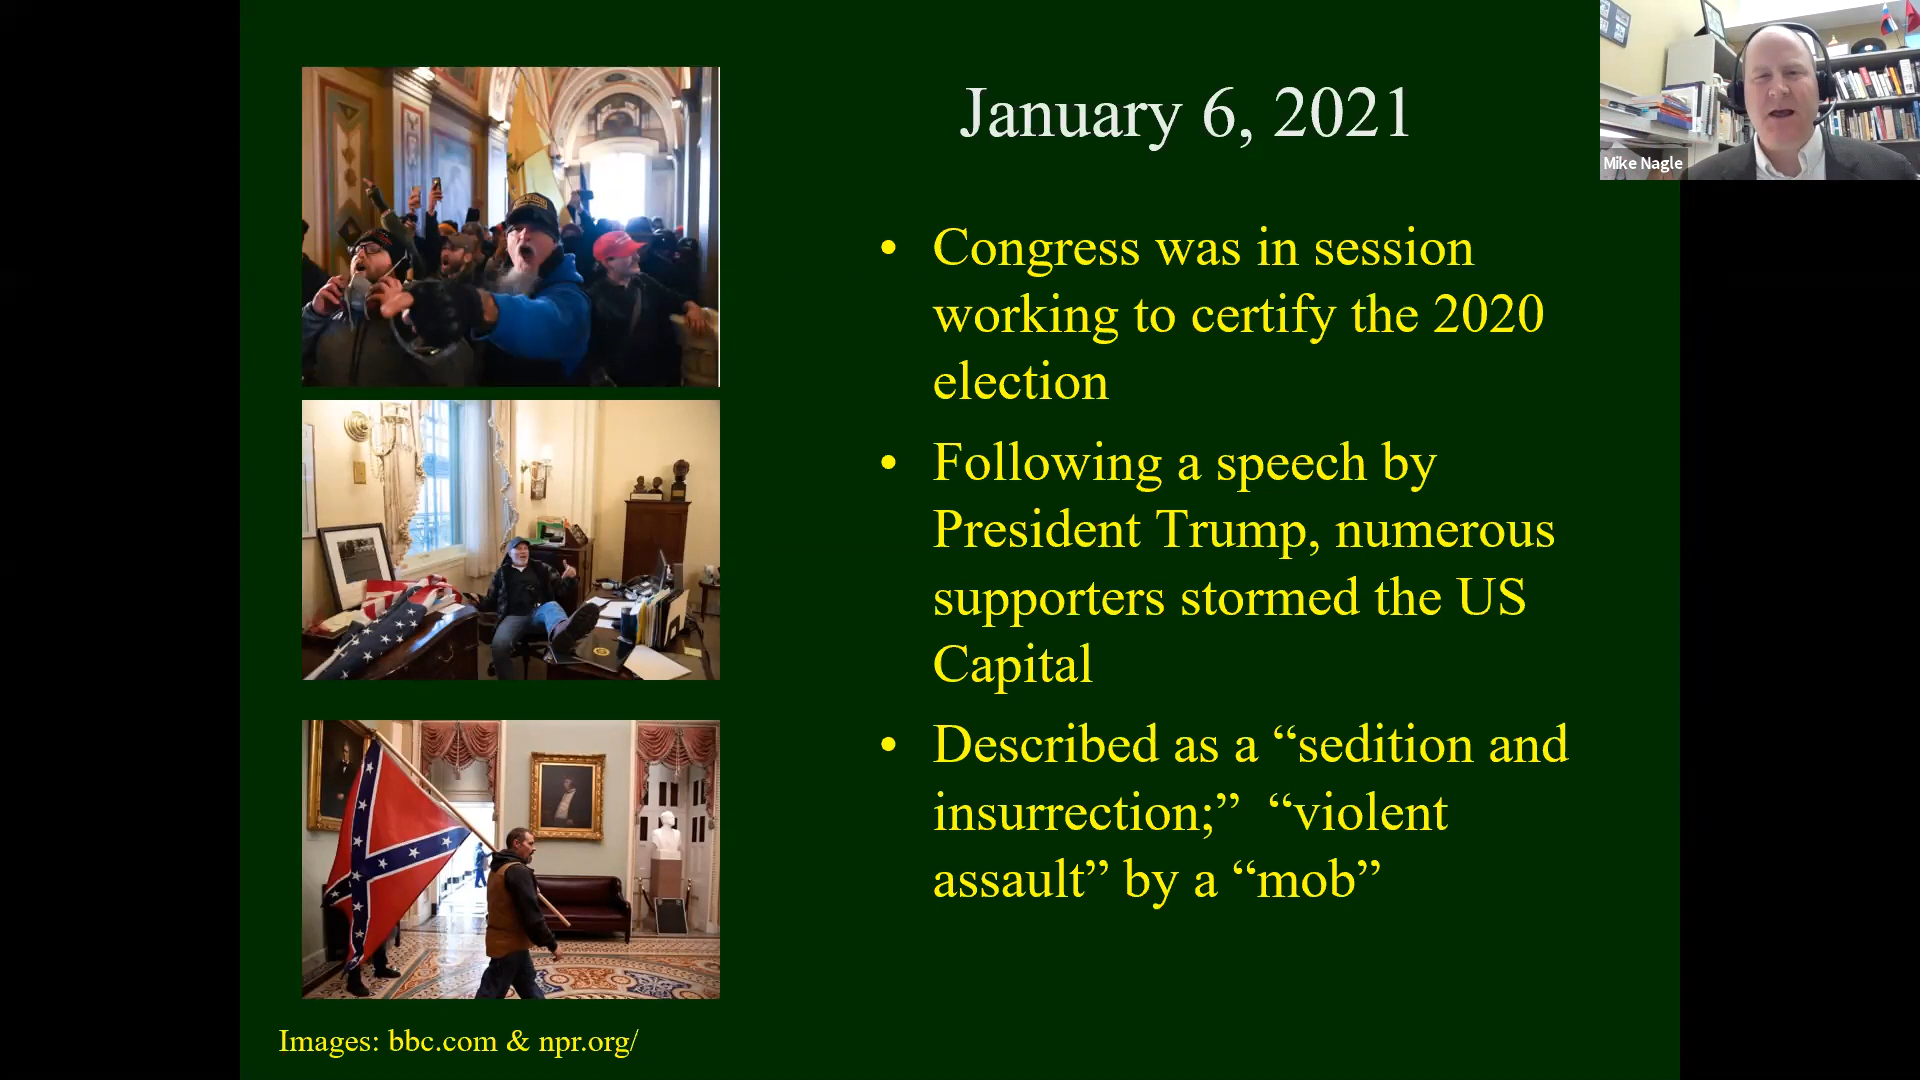 January 6, 2021
Mike Nagle
• Congress was in session
working to certify the 2020
election
• Following a speech by
President Trump, numerous
supporters stormed the US
Capital
• Described as a “sedition and
insurrection;” “violent
assault” by a “mob”
Images: bbc.com & npr.org/